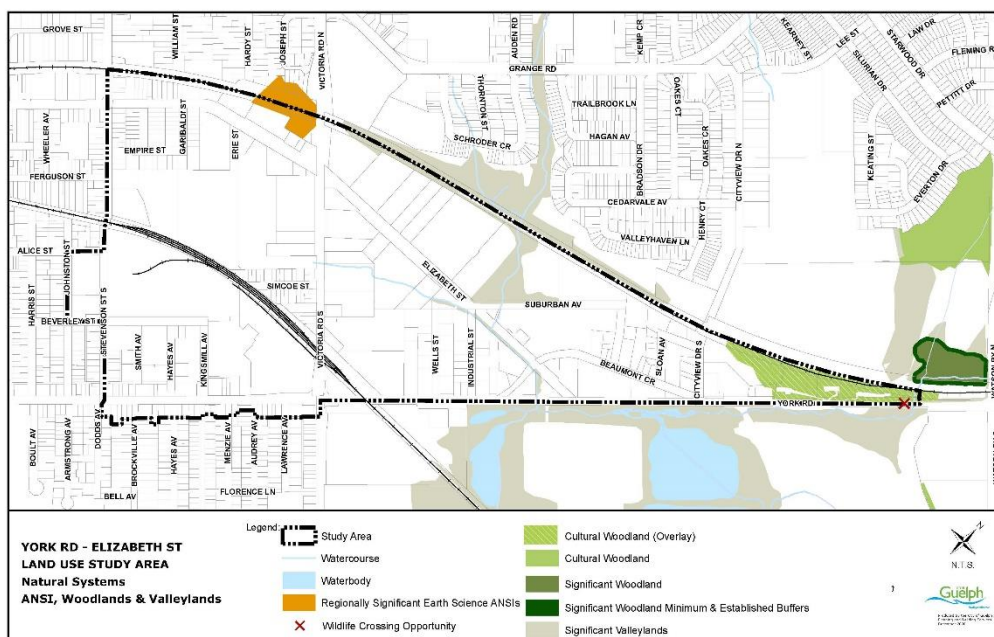 GROVE ST
WILLIAM ST
HARDY ST
JOSEPH ST
VICTORIA RD N
AUDEN RD
GRANGE RD
KEMP CR
KEARNEY ST
LEE ST
STARWOOD DR
LAW DR
FLEMING R
SILURIAN DR
PETTITT DR
WHEELER AV
EMPIRE ST
GARIBALDI ST
ERIE ST
FERGUSON ST
THORNTON ST
SCHRODER CR
TRAILBROOK LN
HAGAN AV
BRADSON DR
OAKES CT
OAKES CR
CITYVIEW DR N
KEATING ST
EVERTON DR
CEDARVALE AV
HENRY CT
VALLEYHAVEN LN
ALICE ST
HARRIS ST
JOHNSTON ST
BEVERLEY ST
STEVENSON ST S
SIMCOE ST
VICTORIA RD S
ELIZABETH ST
SUBURBAN AV
SMITH AV
HAYES AV
KINGSMILL AV
WELLS ST
INDUSTRIAL ST
BEAUMONT CR
SLOAN AV
CITYVIEW DR S
YORK RD
BOULT AV
ARMSTRONG AV
DODDS AV
BROCKVILLE AV
HAYES AV
MENZIE AV
AUDREY AV
LAWRENCE AV
BELL AV
FLORENCE LN
YORK RD - ELIZABETH ST
LAND USE STUDY AREA
Natural Systems
ANSI, Woodlands & Valleylands
Legend:
Study Area
Watercourse
Waterbody
Regionally Significant Earth Science ANSIs
Wildlife Crossing Opportunity
Cultural Woodland (Overlay)
Cultural Woodland
Significant Woodland
Significant Woodland Minimum & Established Buffers
Significant Valleylands
Z
N.T.S.
Guelph